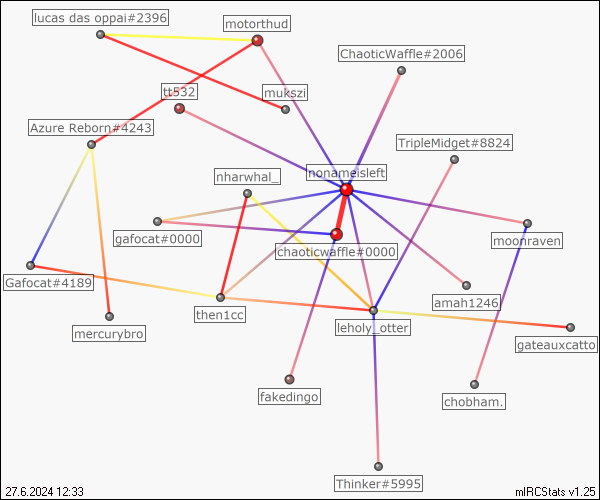 lucas das oppai#2396
motorthud
ChaoticWaffle#2006
tt532
mukszi
Azure Reborn#4243
TripleMidget#8824
nharwhal_
nonameisleft
gafocat#0000
chaoticwaffle#0000
moonraven
Gafocat#4189
amah1246
then1cc
leholy_otter
mercurybro
gateauxcatto
fakedingo
chobham.
Thinker#5995
27.6.2024 12:33
mIRCStats v1.25